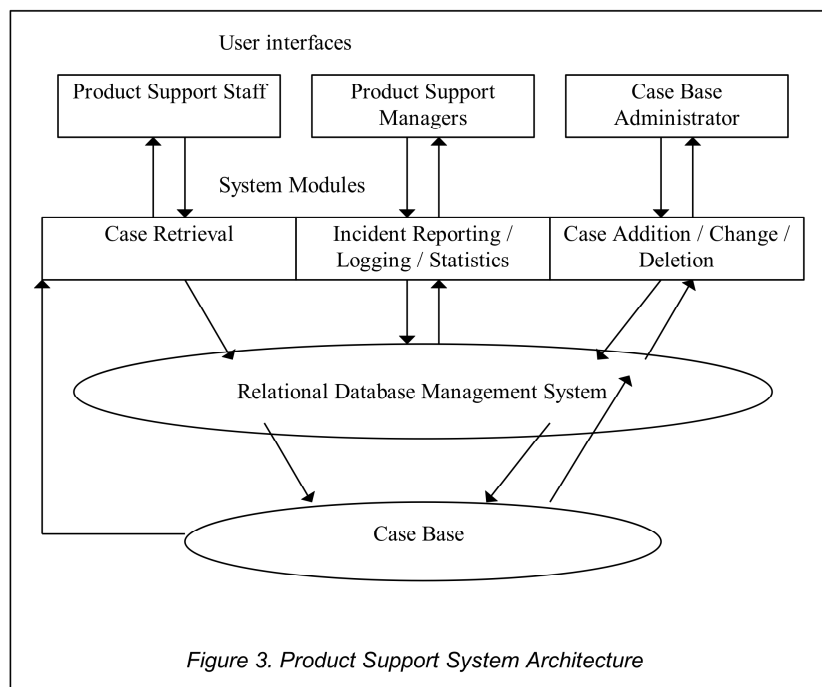 User interfaces
Product Support Staff
Product Support
Managers
Case Base
Administrator
System Modules
Case Retrieval
Incident Reporting /
Logging / Statistics
Case Addition / Change /
Deletion
Relational Database Management System
Case Base
Figure 3. Product Support System Architecture